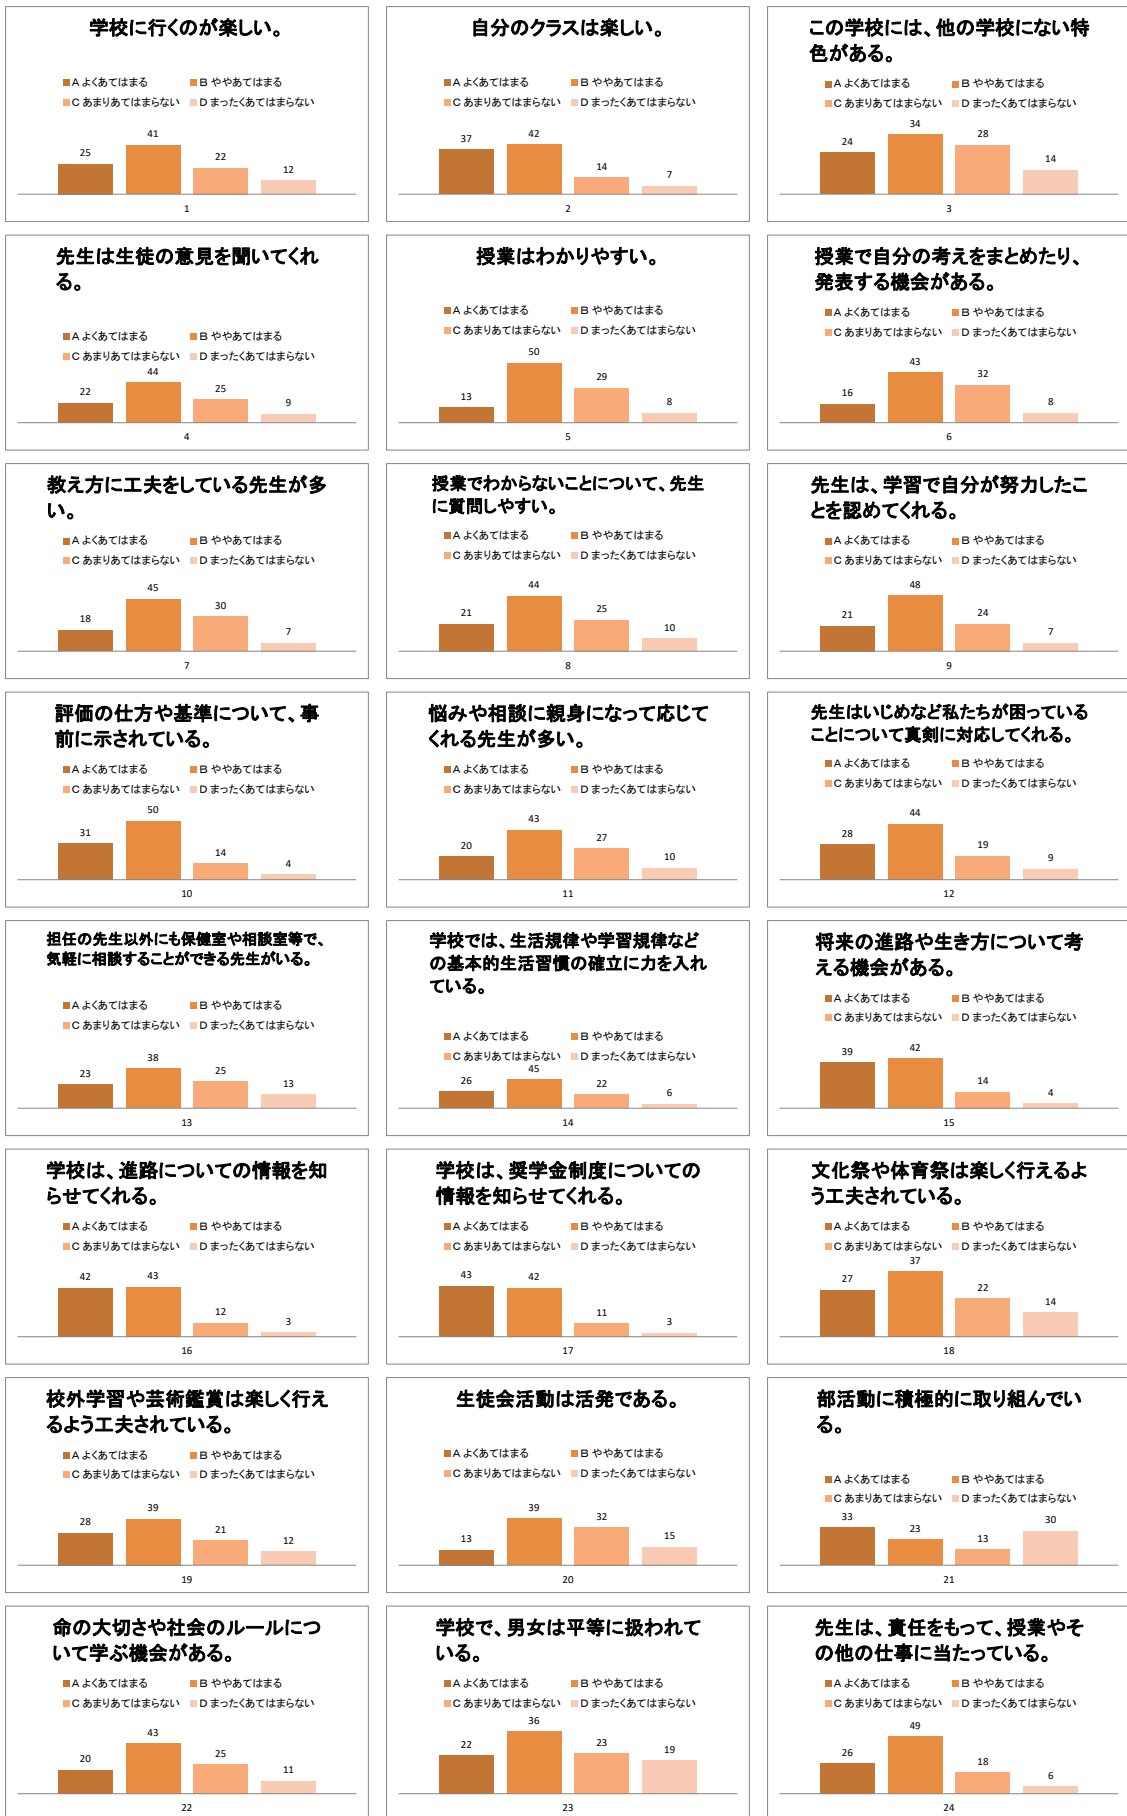 学校に行くのが楽しい。
■A よくあてはまる ■B ややあてはまる
■C あまりあてはまらない ■D まったくあてはまらない
25 41 22 12
1
自分のクラスは楽しい。
■A よくあてはまる ■B ややあてはまる
■C あまりあてはまらない ■D まったくあてはまらない
37 42 14 7
2
この学校には、他の学校にない特
色がある。
■A よくあてはまる ■B ややあてはまる
■C あまりあてはまらない ■D まったくあてはまらない
24 34 28 14
3
先生は生徒の意見を聞いてくれ
る。
■A よくあてはまる ■B ややあてはまる
■C あまりあてはまらない ■D まったくあてはまらない
22 44 25 9
4
授業はわかりやすい。
■A よくあてはまる ■B ややあてはまる
■C あまりあてはまらない ■D まったくあてはまらない
13 50 29 8
5
授業で自分の考えをまとめたり、
発表する機会がある。
■A よくあてはまる ■B ややあてはまる
■C あまりあてはまらない ■D まったくあてはまらない
16 43 32 8
6
教え方に工夫をしている先生が多
い。
■A よくあてはまる ■B ややあてはまる
■C あまりあてはまらない ■D まったくあてはまらない
18 45 30 7
7
授業でわからないことについて、先生
に質問しやすい。
■A よくあてはまる ■B ややあてはまる
■C あまりあてはまらない ■D まったくあてはまらない
21 44 25 10
8
先生は、学習で自分が努力したこ
とを認めてくれる。
■A よくあてはまる ■B ややあてはまる
■C あまりあてはまらない ■D まったくあてはまらない
21 48 24 7
9
評価の仕方や基準について、事
前に示されている。
■A よくあてはまる ■B ややあてはまる
■C あまりあてはまらない ■D まったくあてはまらない
31 50 14 4
10
悩みや相談に親身になって応じて
くれる先生が多い。
■A よくあてはまる ■B ややあてはまる
■C あまりあてはまらない ■D まったくあてはまらない
20 43 27 10
11
先生はいじめなど私たちが困っている
ことについて真剣に対応してくれる。
■A よくあてはまる ■B ややあてはまる
■C あまりあてはまらない ■D まったくあてはまらない
28 44 19 9
12
担任の先生以外にも保健室や相談室等で、
気軽に相談することができる先生がいる。
■A よくあてはまる ■B ややあてはまる
■C あまりあてはまらない ■D まったくあてはまらない
23 38 25 13
13
学校では、生活規律や学習規律など
の基本的生活習慣の確立に力を入れ
ている。
■A よくあてはまる ■B ややあてはまる
■C あまりあてはまらない ■D まったくあてはまらない
26 45 22 6
14
将来の進路や生き方について考
える機会がある。
■A よくあてはまる ■B ややあてはまる
■C あまりあてはまらない ■D まったくあてはまらない
39 42 14 4
15
学校は、進路についての情報を知
らせてくれる。
■A よくあてはまる ■B ややあてはまる
■C あまりあてはまらない ■D まったくあてはまらない
42 43 12 3
16
学校は、奨学金制度についての
情報を知らせてくれる。
■A よくあてはまる ■B ややあてはまる
■C あまりあてはまらない ■D まったくあてはまらない
43 42 11 3
17
文化祭や体育祭は楽しく行えるよ
う工夫されている。
■A よくあてはまる ■B ややあてはまる
■C あまりあてはまらない ■D まったくあてはまらない
27 37 22 14
18
校外学習や芸術鑑賞は楽しく行え
るよう工夫されている。
■A よくあてはまる ■B ややあてはまる
■C あまりあてはまらない ■D まったくあてはまらない
28 39 21 12
19
生徒会活動は活発である。
■A よくあてはまる ■B ややあてはまる
■C あまりあてはまらない ■D まったくあてはまらない
13 39 32 15
20
部活動に積極的に取り組んでい
る。
■A よくあてはまる ■B ややあてはまる
■C あまりあてはまらない ■D まったくあてはまらない
33 23 13 30
21
命の大切さや社会のルールにつ
いて学ぶ機会がある。
■A よくあてはまる ■B ややあてはまる
■C あまりあてはまらない ■D まったくあてはまらない
20 43 25 11
22
学校で、男女は平等に扱われて
いる。
■A よくあてはまる ■B ややあてはまる
■C あまりあてはまらない ■D まったくあてはまらない
22 36 23 19
23
先生は、責任をもって、授業やそ
の他の仕事に当たっている。
■A よくあてはまる ■B ややあてはまる
■C あまりあてはまらない ■D まったくあてはまらない
26 49 18 6
24